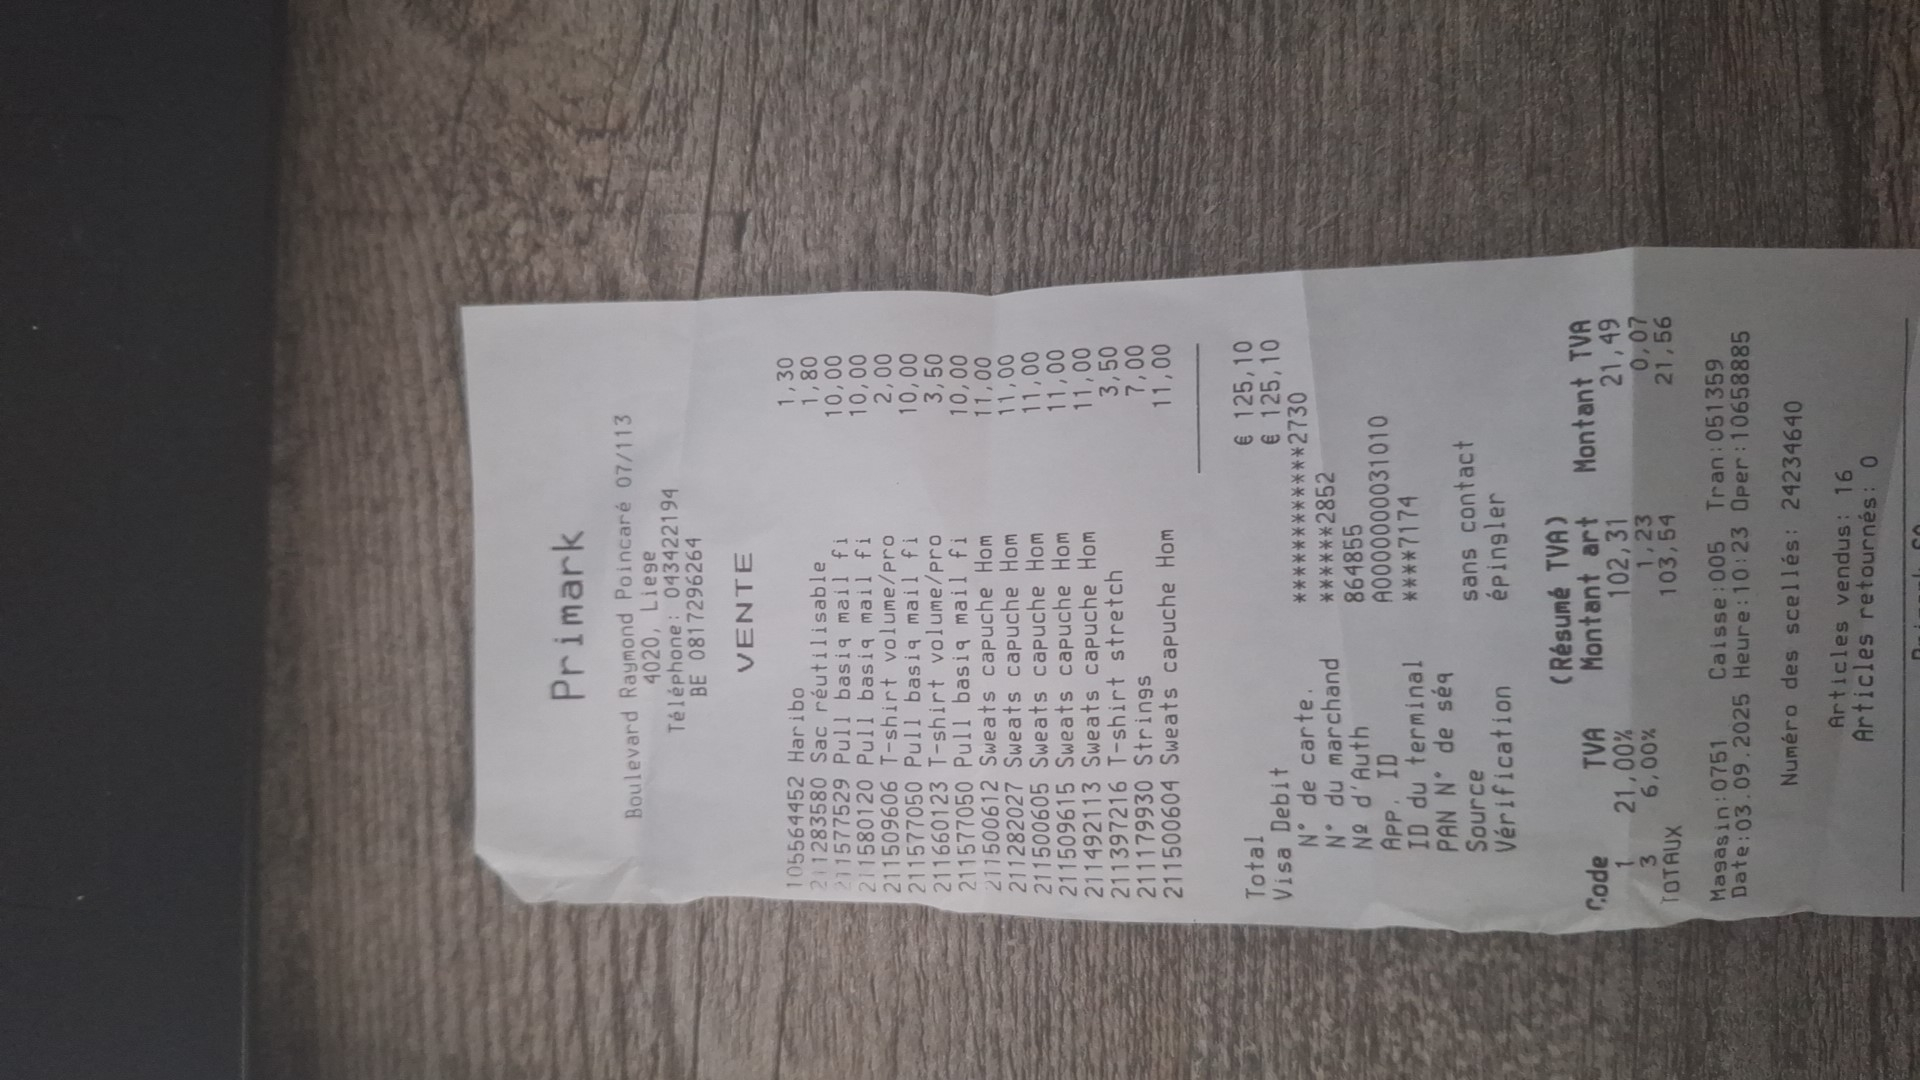 Primark
Boulevard Raymond Poincaré 07/113
4020, Liege
Téléphone: 043422194
BE 0817296264
VENTE
105564452 Haribo 1,30
211283580 Sac réutilisable 1,80
211577529 Pull basiq mail fi 10,00
211580120 Pull basiq mail fi 10,00
211509606 T-shirt volume/pro 2,00
211577050 Pull basiq mail fi 10,00
211660123 T-shirt volume/pro 3,50
211577050 Pull basiq mail fi 10,00
211500612 Sweats capuche Hom 11,00
211282027 Sweats capuche Hom 11,00
211500605 Sweats capuche Hom 11,00
211509615 Sweats capuche Hom 11,00
211492113 Sweats capuche Hom 11,00
211397216 T-shirt stretch 3,50
211179930 Strings 7,00
211500604 Sweats capuche Hom 11,00
Total € 125,10
Visa Debit € 125,10
N° de carte. ************2730
N° du marchand ******2852
Nº d'Auth 864855
App. ID A0000000031010
ID du terminal ****7174
PAN N° de séq
Source sans contact
Vérification épingler
(Résumé TVA)
Code TVA Montant art Montant TVA
1 21,00% 102,31 21,49
3 6,00% 1,23 0,07
TOTAUX 103,54 21,56
Magasin:0751 Caisse:005 Tran:051359
Date:03.09.2025 Heure:10:23 Oper:10658885
Numéro des scellés: 24234640
Articles vendus: 16
Articles retournés: 0